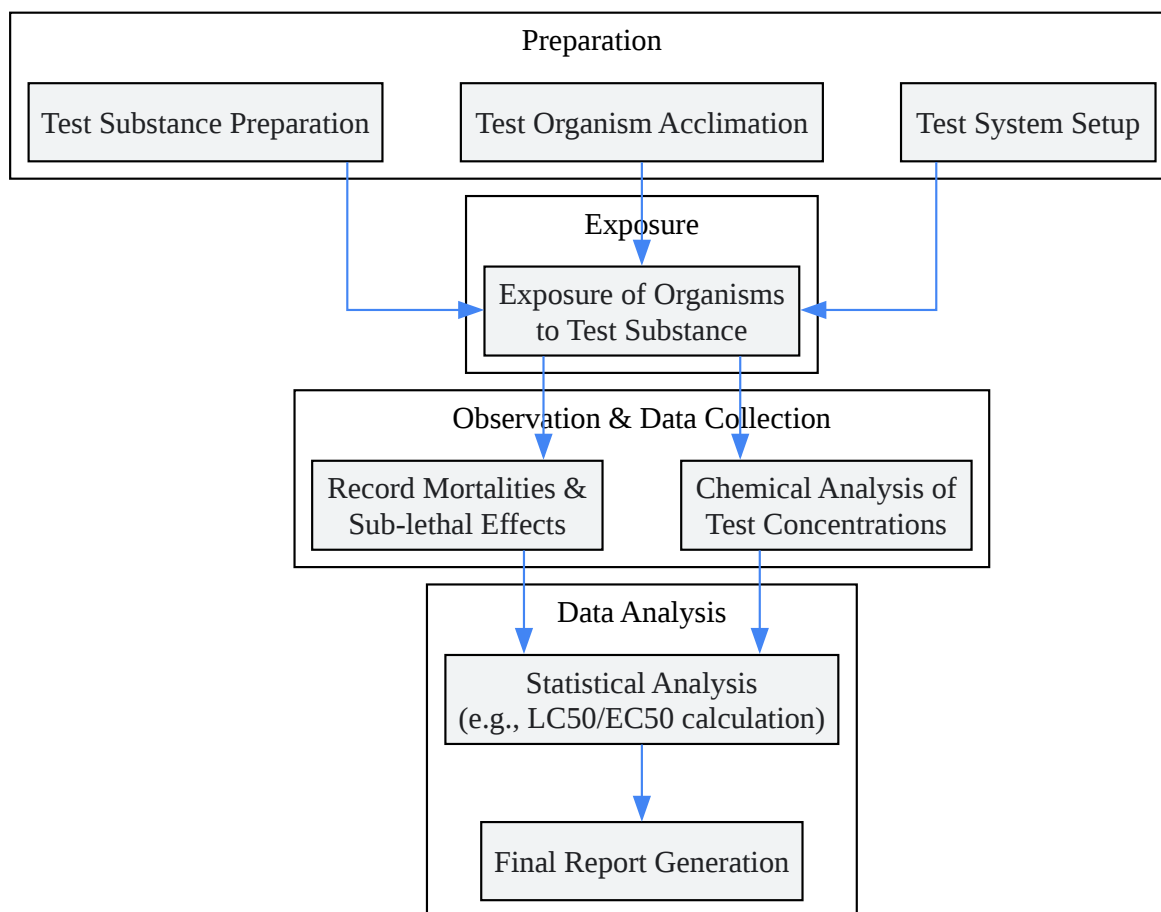 Preparation
Test Substance Preparation
Test Organism Acclimation
Test System Setup
Exposure
Exposure of Organisms
to Test Substance
Observation & Data Collection
Record Mortalities &
Sub-lethal Effects
Chemical Analysis of
Test Concentrations
Data Analysis
Statistical Analysis
(e.g., LC50/EC50 calculation)
Final Report Generation